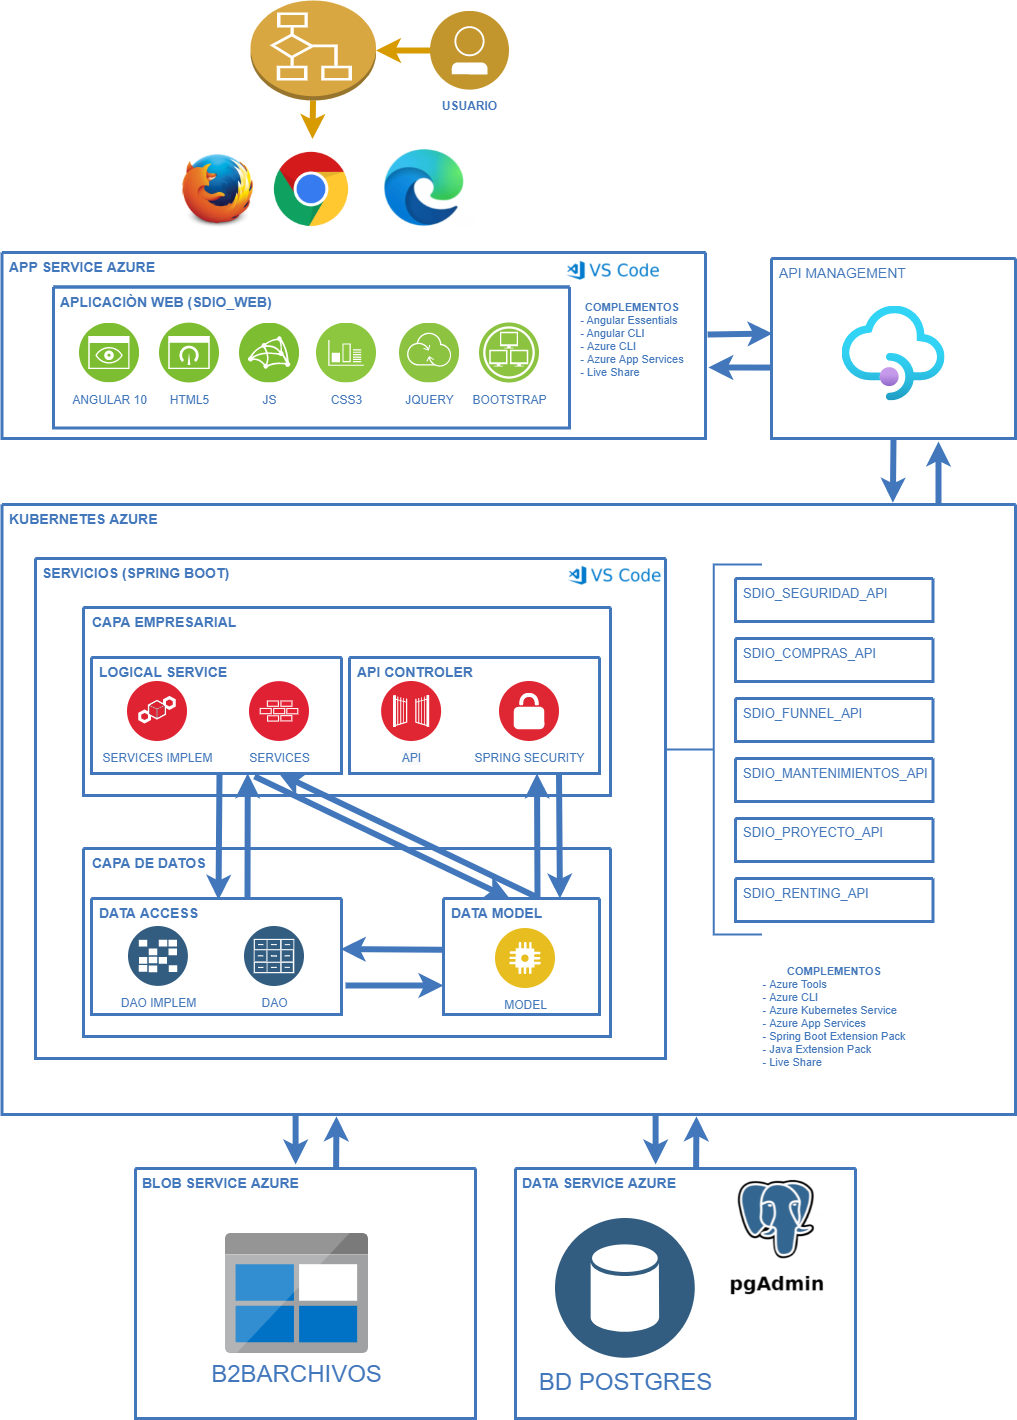 USUARIO
APP SERVICE AZURE
VS Code
APLICACIÒN WEB (SDIO_WEB)
ANGULAR 10
HTML5
JS
CSS3
JQUERY
BOOTSTRAP
COMPLEMENTOS
- Angular Essentials
- Angular CLI
- Azure CLI
- Azure App Services
- Live Share
API MANAGEMENT
KUBERNETES AZURE
SERVICIOS (SPRING BOOT)
VS Code
CAPA EMPRESARIAL
LOGICAL SERVICE
SERVICES IMPLEM
SERVICES
API CONTROLER
API
SPRING SECURITY
CAPA DE DATOS
DATA ACCESS
DAO IMPLEM
DAO
DATA MODEL
MODEL
SDIO_SEGURIDAD_API
SDIO_COMPRAS_API
SDIO_FUNNEL_API
SDIO_MANTENIMIENTOS_API
SDIO_PROYECTO_API
SDIO_RENTING_API
COMPLEMENTOS
- Azure Tools
- Azure CLI
- Azure Kubernetes Service
- Azure App Services
- Spring Boot Extension Pack
- Java Extension Pack
- Live Share
BLOB SERVICE AZURE
B2BARCHIVOS
DATA SERVICE AZURE
pgAdmin
BD POSTGRES